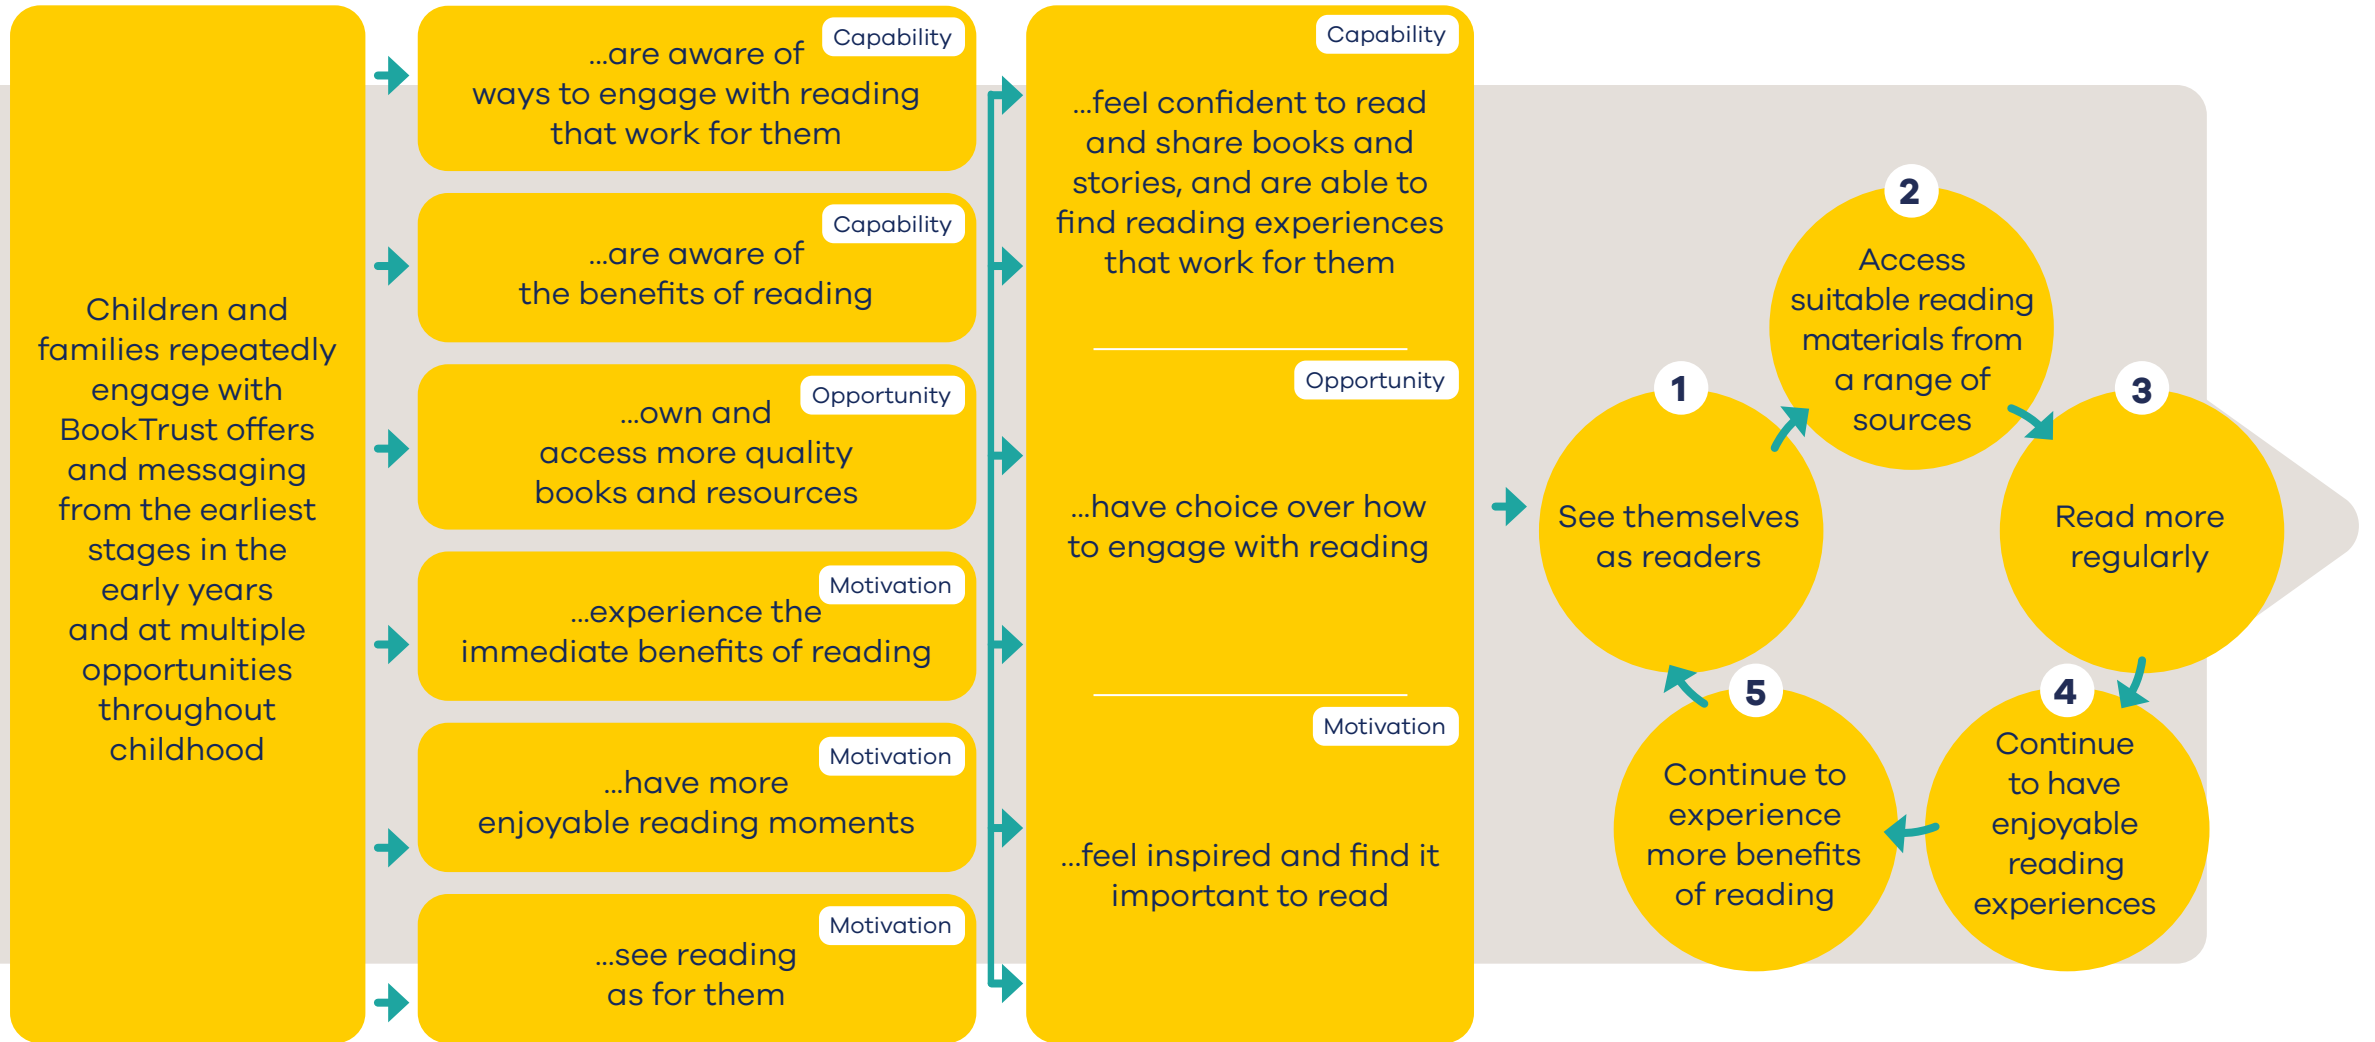 Children and
families repeatedly
engage with
BookTrust offers
and messaging
from the earliest
stages in the
early years
and at multiple
opportunities
throughout
childhood
Capability
...are aware of
ways to engage with reading
that work for them
Capability
...are aware of
the benefits of reading
Opportunity
...own and
access more quality
books and resources
Motivation
...experience the
immediate benefits of reading
Motivation
...have more
enjoyable reading moments
Motivation
...see reading
as for them
Capability
...feel confident to read
and share books and
stories, and are able to
find reading experiences
that work for them
Opportunity
...have choice over how
to engage with reading
Motivation
...feel inspired and find it
important to read
1
See themselves
as readers
2
Access
suitable reading
materials from
a range of
sources
3
Read more
regularly
4
Continue
to have
enjoyable
reading
experiences
5
Continue to
experience
more benefits
of reading